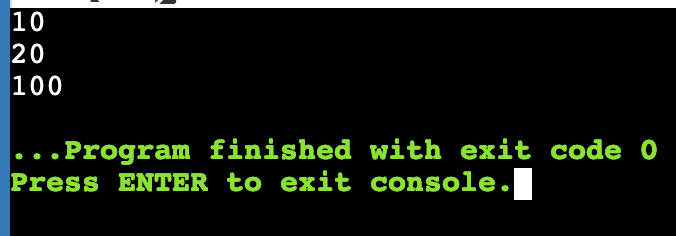 10
20
100
...Program finished with exit code 0
Press ENTER to exit console.